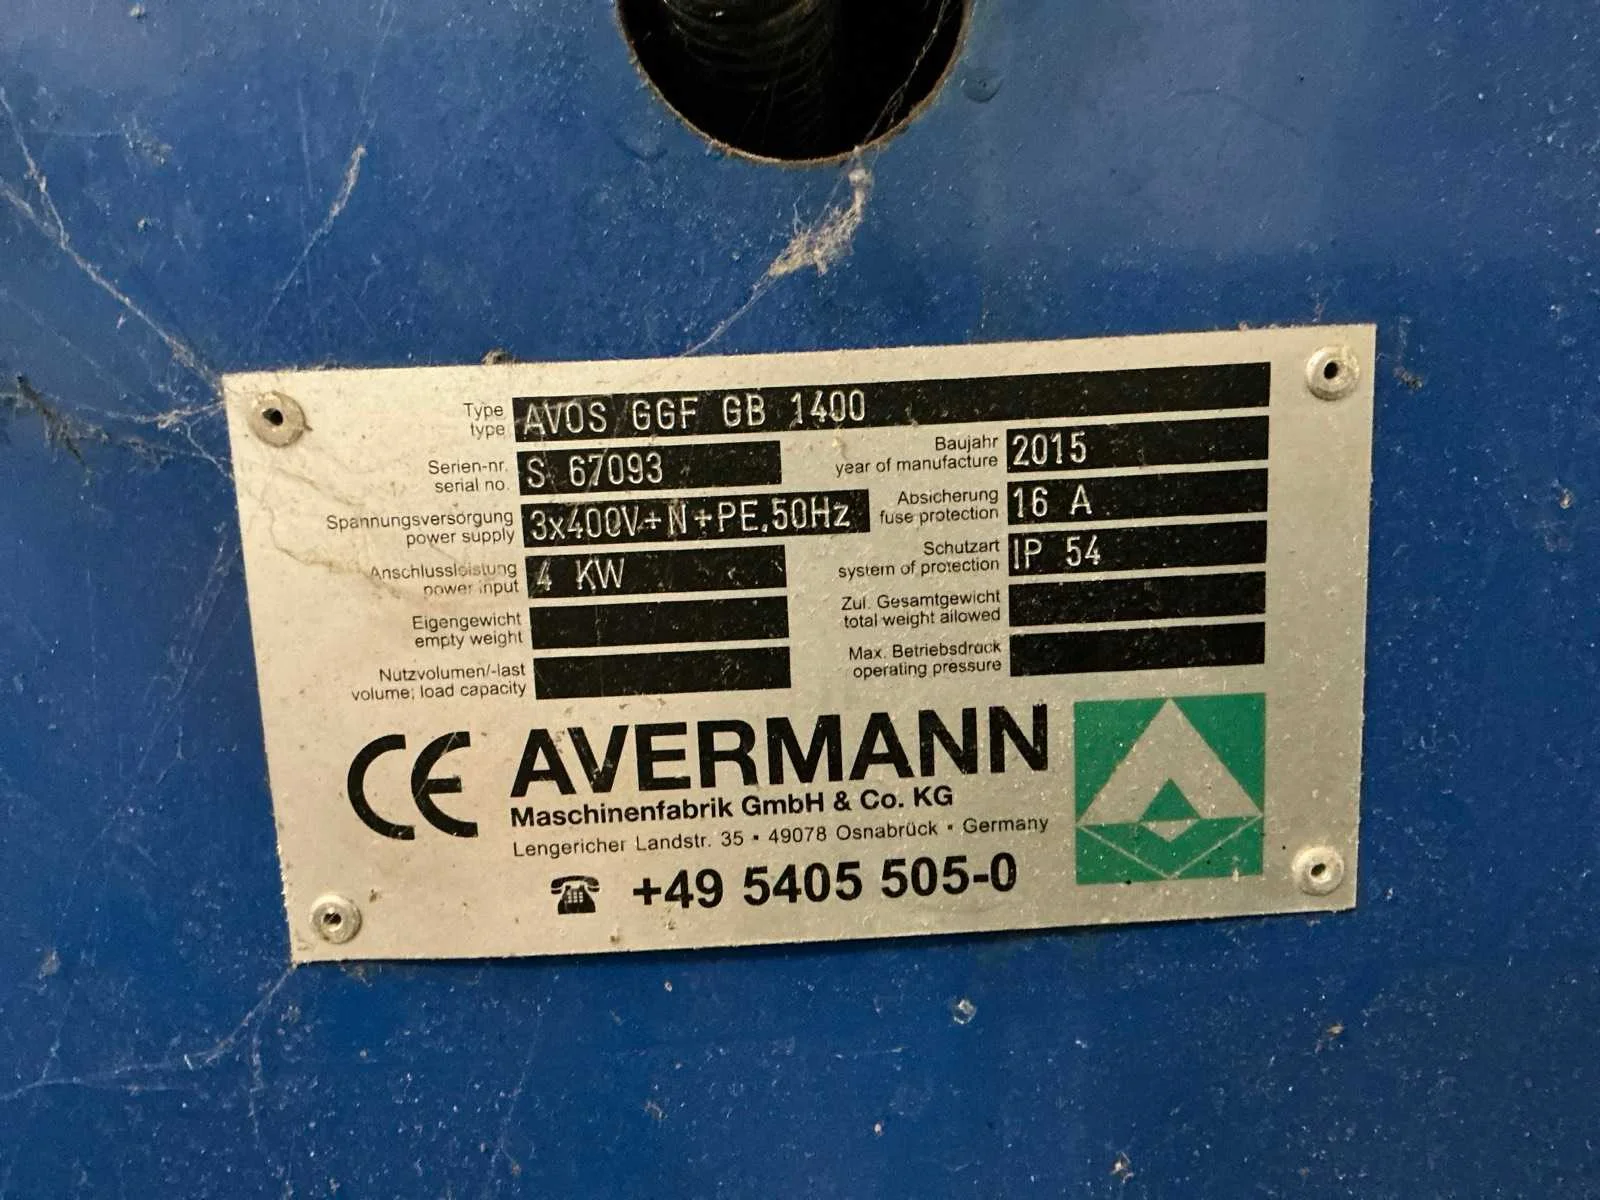 Type
type
AVOS GGF GB 1400
Serien-nr.
serial no.
S 67093
Baujahr
year of manufacture
2015
Spannungsversorgung
power supply
3x400V+N+PE,50Hz
Absicherung
fuse protection
16 A
Anschlussleistung
power input
4 KW
Schutzart
system of protection
IP 54
Eigengewicht
empty weight
Zul. Gesamtgewicht
total weight allowed
Nutzvolumen/-last
volume; load capacity
Max. Betriebsdruck
operating pressure
CE
AVERMANN
Maschinenfabrik GmbH & Co. KG
Lengericher Landstr. 35 • 49078 Osnabrück • Germany
☎ +49 5405 505-0